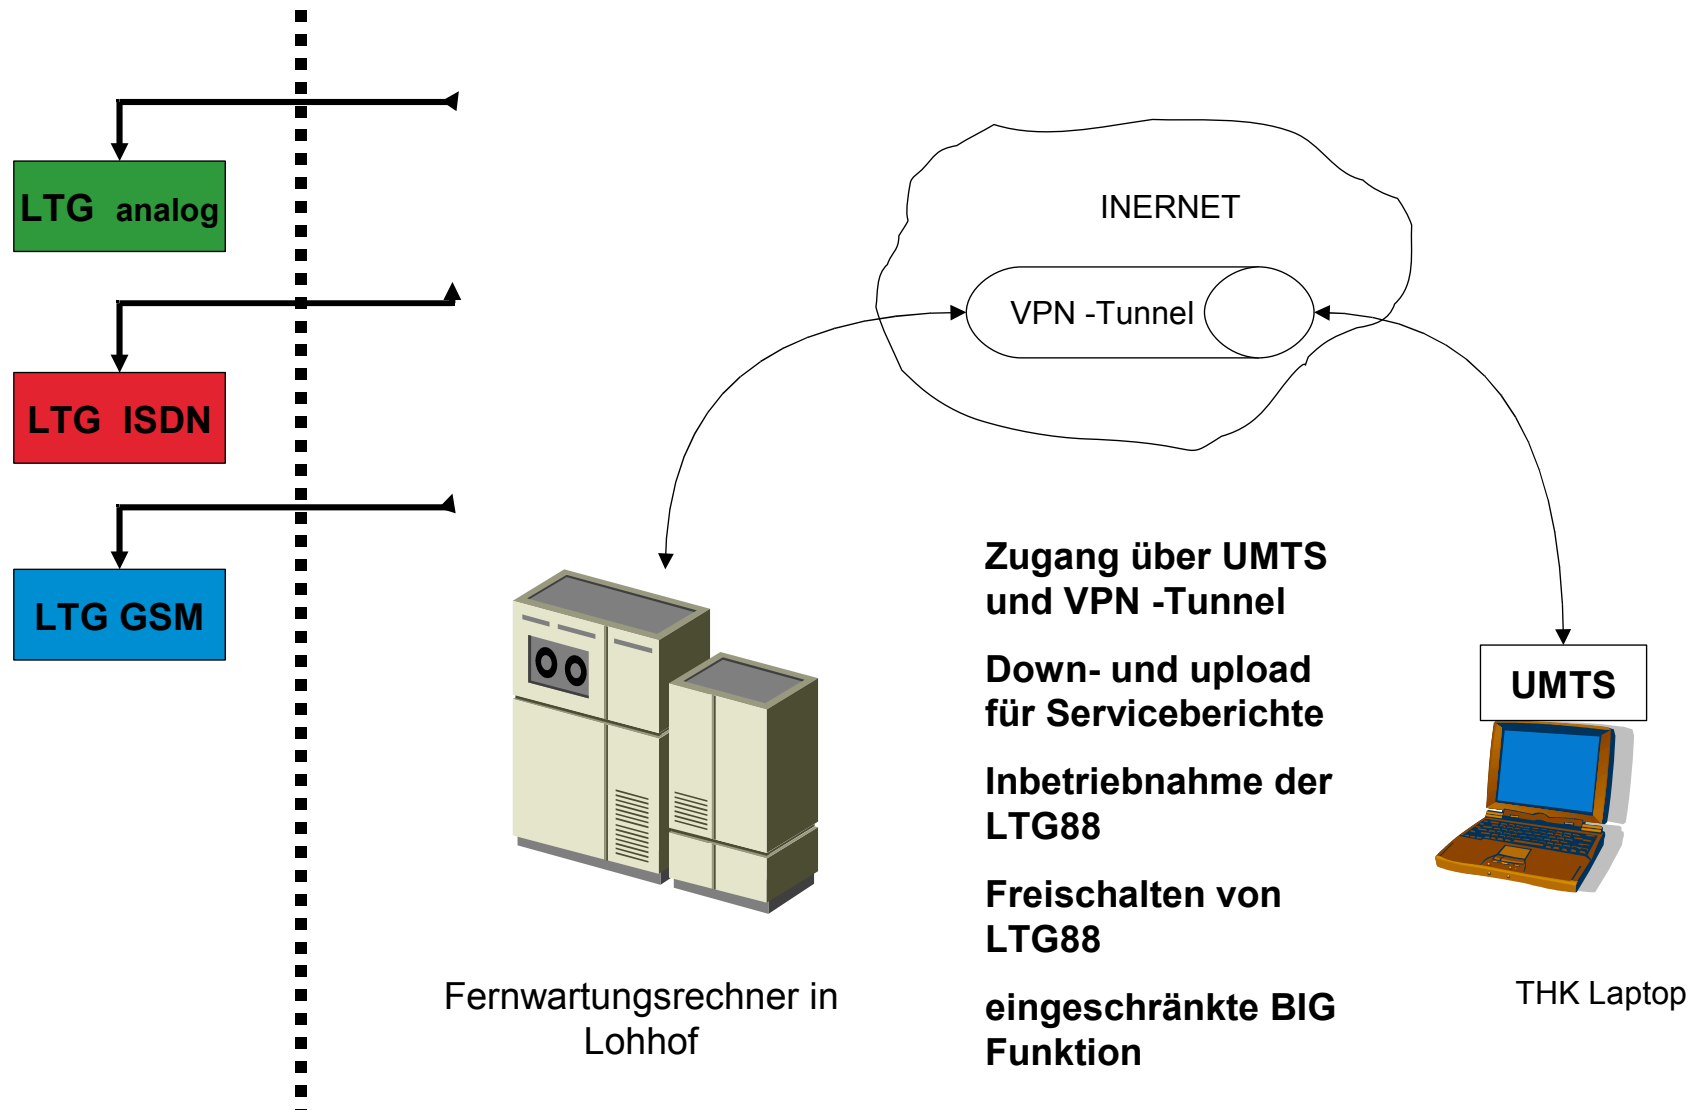 LTG analog
LTG ISDN
LTG GSM
INERNET
VPN -Tunnel
Zugang über UMTS
und VPN -Tunnel
Down- und upload
für Serviceberichte
Inbetriebnahme der
LTG88
Freischalten von
LTG88
eingeschränkte BIG
Funktion
UMTS
Fernwartungsrechner in
Lohhof
THK Laptop